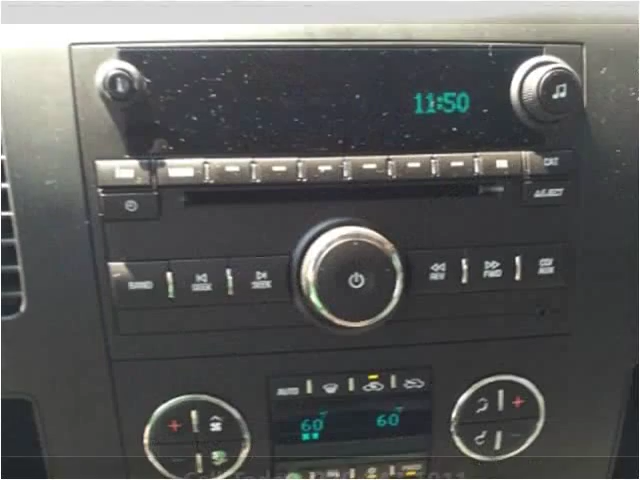 11:50
CAT
EJECT
BAND
SEEK
SEEK
REV
FWD
CD/
AUX
AUTO
60° 60°